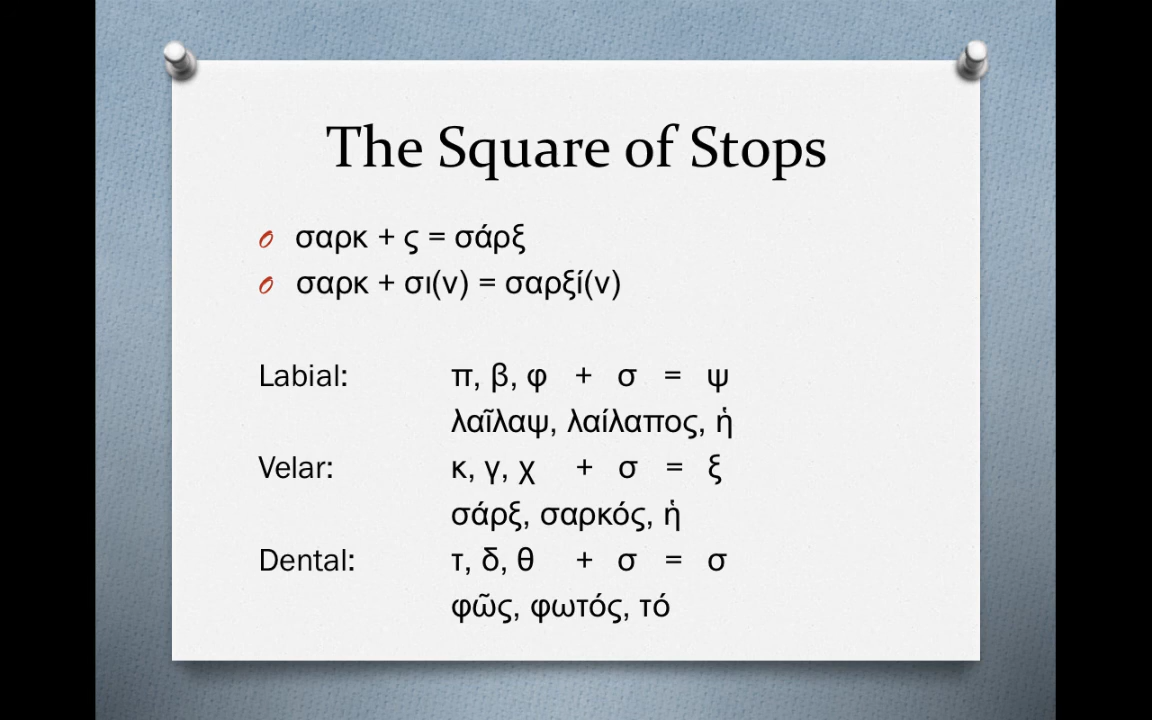 The Square of Stops
σαρκ + ς = σάρξ
σαρκ + σι(ν) = σαρξί(ν)
Labial: π, β, φ + σ = ψ
λαῖλαψ, λαίλαπος, ἡ
Velar: κ, γ, χ + σ = ξ
σάρξ, σαρκός, ἡ
Dental: τ, δ, θ + σ = σ
φῶς, φωτός, τό